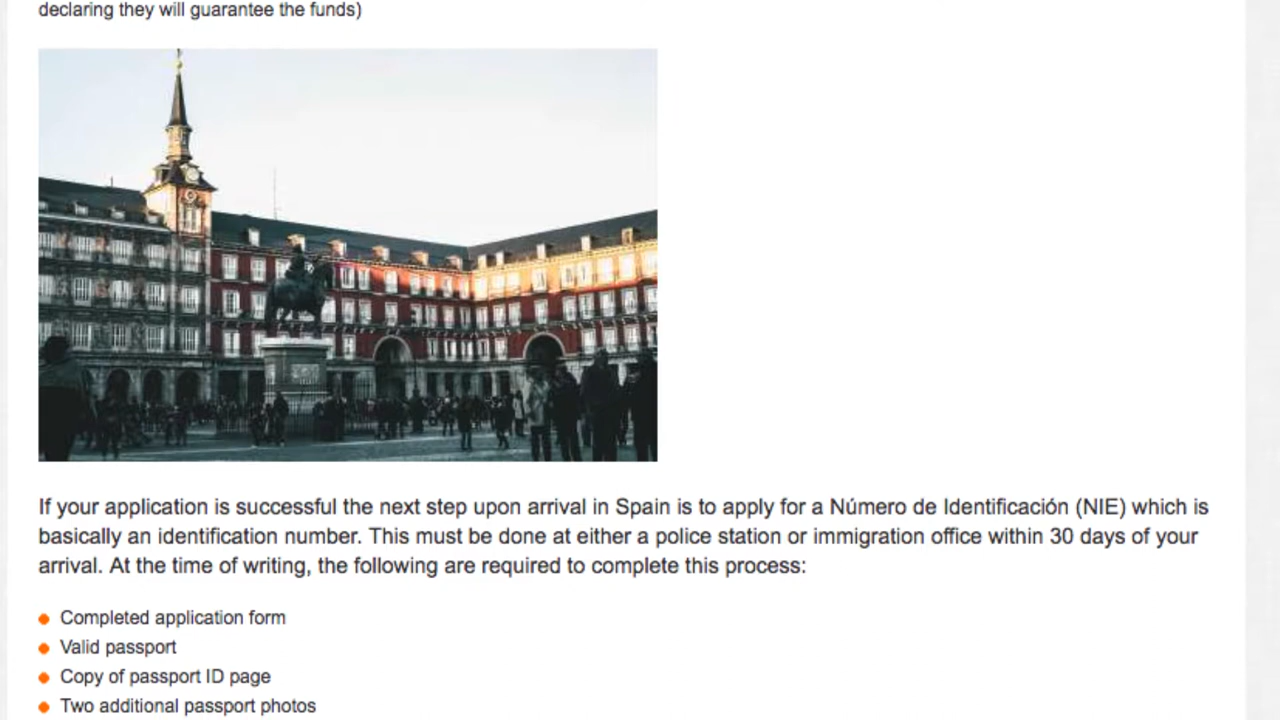 declaring they will guarantee the funds)
If your application is successful the next step upon arrival in Spain is to apply for a Número de Identificación (NIE) which is
basically an identification number. This must be done at either a police station or immigration office within 30 days of your
arrival. At the time of writing, the following are required to complete this process:
Completed application form
Valid passport
Copy of passport ID page
Two additional passport photos